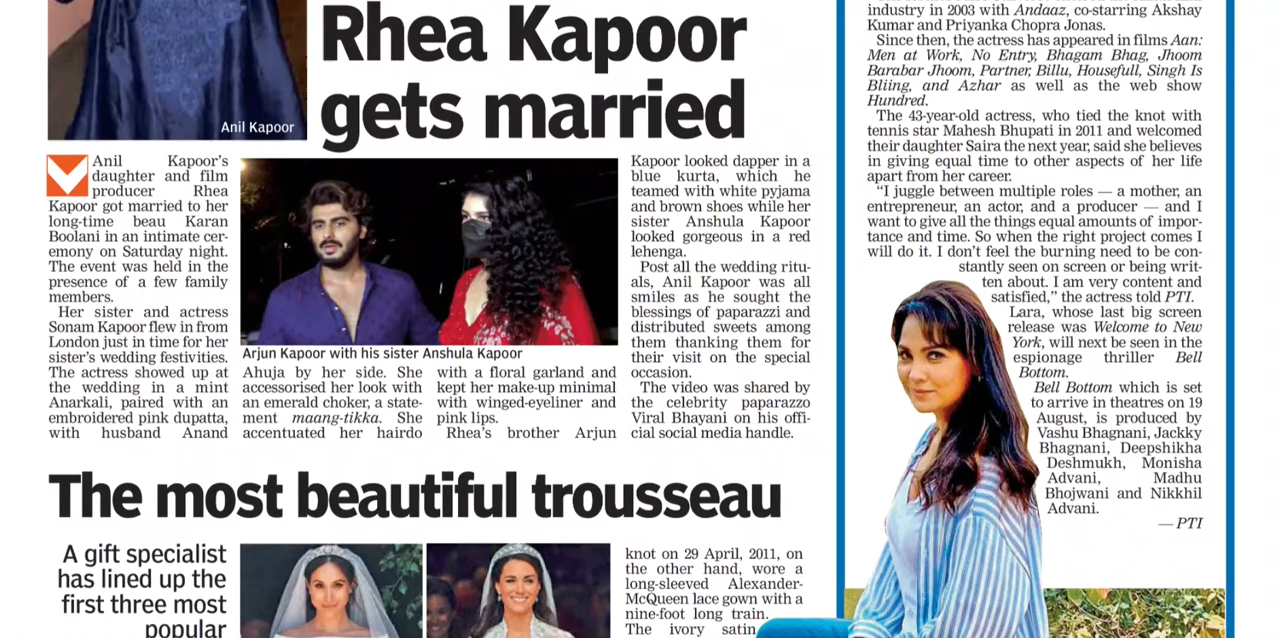 Anil Kapoor
Rhea Kapoor
gets married
Anil Kapoor's
daughter and film
producer Rhea
Kapoor got married to her
long-time beau Karan
Boolani in an intimate cer-
emony on Saturday night.
The event was held in the
presence of a few family
members.
Her sister and actress
Sonam Kapoor flew in from
London just in time for her
sister's wedding festivities.
The actress showed up at
the wedding in a mint
Anarkali, paired with an
embroidered pink dupatta,
with husband Anand
Arjun Kapoor with his sister Anshula Kapoor
Ahuja by her side. She
accessorised her look with
an emerald choker, a state-
ment maang-tikka. She
accentuated her hairdo
with a floral garland and
kept her make-up minimal
with winged-eyeliner and
pink lips.
Rhea's brother Arjun
Kapoor looked dapper in a
blue kurta, which he
teamed with white pyjama
and brown shoes while her
sister Anshula Kapoor
looked gorgeous in a red
lehenga.
Post all the wedding ritu-
als, Anil Kapoor was all
smiles as he sought the
blessings of paparazzi and
distributed sweets among
them thanking them for
their visit on the special
occasion.
The video was shared by
the celebrity paparazzo
Viral Bhayani on his offi-
cial social media handle.
The most beautiful trousseau
A gift specialist
has lined up the
first three most
popular
knot on 29 April, 2011, on
the other hand, wore a
long-sleeved Alexander-
McQueen lace gown with a
nine-foot long train.
The ivory satin
industry in 2003 with Andaaz, co-starring Akshay
Kumar and Priyanka Chopra Jonas.
Since then, the actress has appeared in films Aan:
Men at Work, No Entry, Bhagam Bhag, Jhoom
Barabar Jhoom, Partner, Billu, Housefull, Singh Is
Bliing, and Azhar as well as the web show
Hundred.
The 43-year-old actress, who tied the knot with
tennis star Mahesh Bhupati in 2011 and welcomed
their daughter Saira the next year, said she believes
in giving equal time to other aspects of her life
apart from her career.
"I juggle between multiple roles — a mother, an
entrepreneur, an actor, and a producer — and I
want to give all the things equal amounts of impor-
tance and time. So when the right project comes I
will do it. I don't feel the burning need to be con-
stantly seen on screen or being writ-
ten about. I am very content and
satisfied," the actress told PTI.
Lara, whose last big screen
release was Welcome to New
York, will next be seen in the
espionage thriller Bell
Bottom.
Bell Bottom which is set
to arrive in theatres on 19
August, is produced by
Vashu Bhagnani, Jackky
Bhagnani, Deepshikha
Deshmukh, Monisha
Advani, Madhu
Bhojwani and Nikkhil
Advani.
— PTI